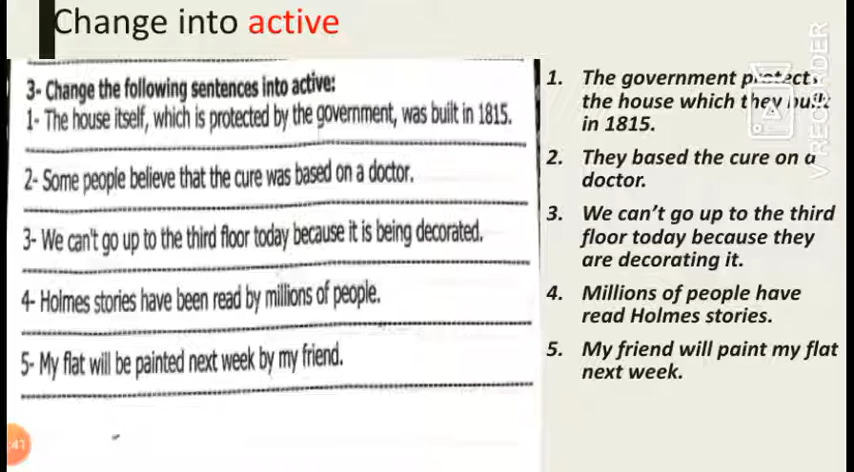 Change into active
3- Change the following sentences into active:
1- The house itself, which is protected by the government, was built in 1815.
2- Some people believe that the cure was based on a doctor.
3- We can't go up to the third floor today because it is being decorated.
4- Holmes stories have been read by millions of people.
5- My flat will be painted next week by my friend.
1. The government protects
the house which they built
in 1815.
2. They based the cure on a
doctor.
3. We can't go up to the third
floor today because they
are decorating it.
4. Millions of people have
read Holmes stories.
5. My friend will paint my flat
next week.
V RECORDER
:41